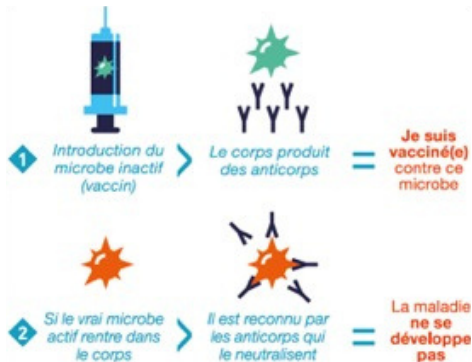 1
Introduction du
microbe inactif
(vaccin)
>
Le corps produit
des anticorps
=
Je suis
vacciné(e)
contre ce
microbe
2
Si le vrai microbe
actif rentre dans
le corps
>
Il est reconnu par
les anticorps qui
le neutralisent
=
La maladie
ne se
développe
pas